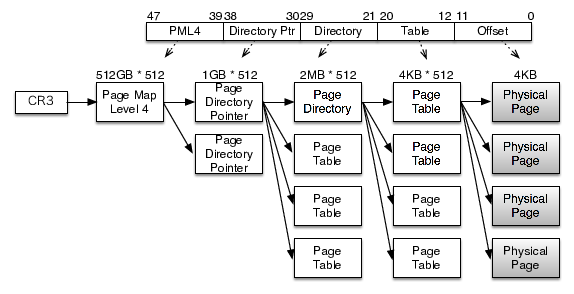 47 39 38 30 29 21 20 12 11 0
PML4 Directory Ptr Directory Table Offset
512GB * 512 1GB * 512 2MB * 512 4KB * 512 4KB
CR3
Page Map
Level 4
Page
Directory
Pointer
Page
Directory
Page
Table
Physical
Page
Page
Directory
Pointer
Page
Table
Page
Table
Physical
Page
Page
Table
Page
Table
Physical
Page
Page
Table
Page
Table
Physical
Page